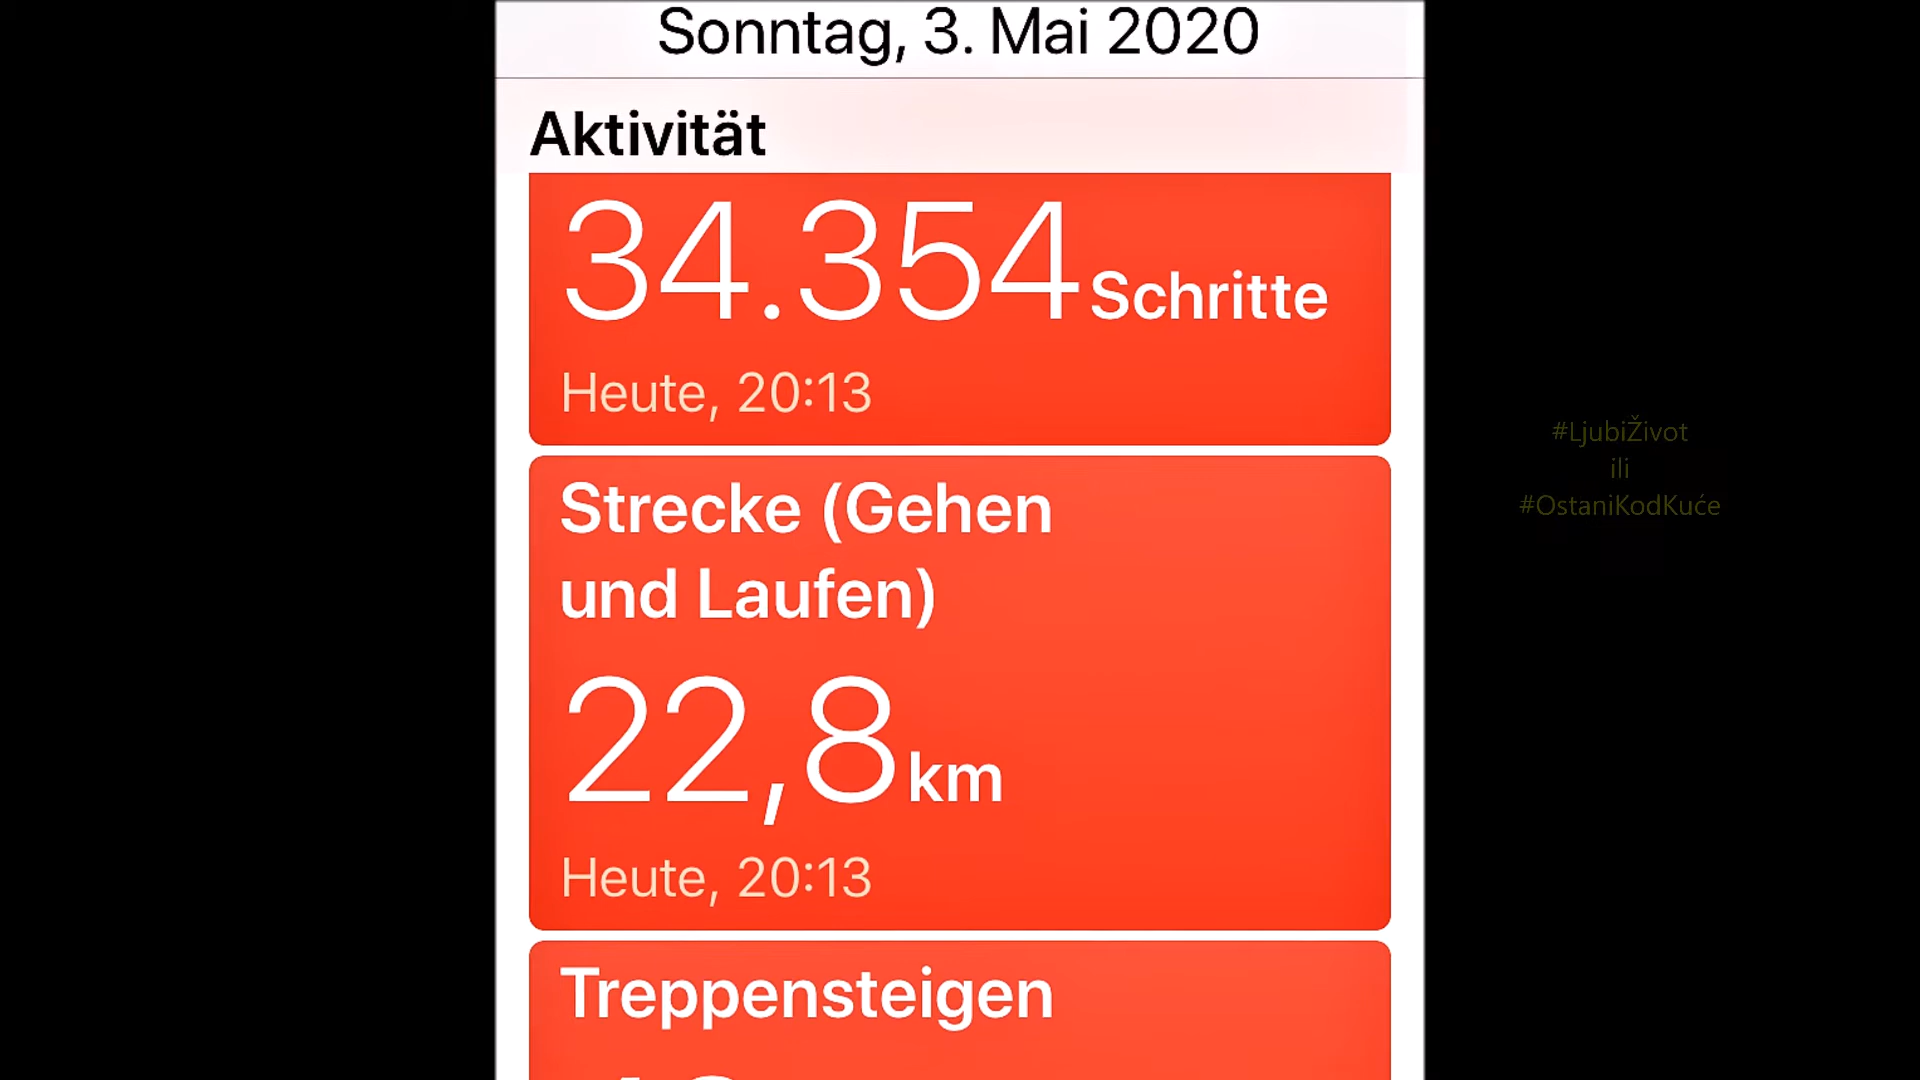 Sonntag, 3. Mai 2020
Aktivität
34.354 Schritte
Heute, 20:13
Strecke (Gehen
und Laufen)
22,8 km
Heute, 20:13
Treppensteigen
#LjubiŽivot
ili
#OstaniKodKuće